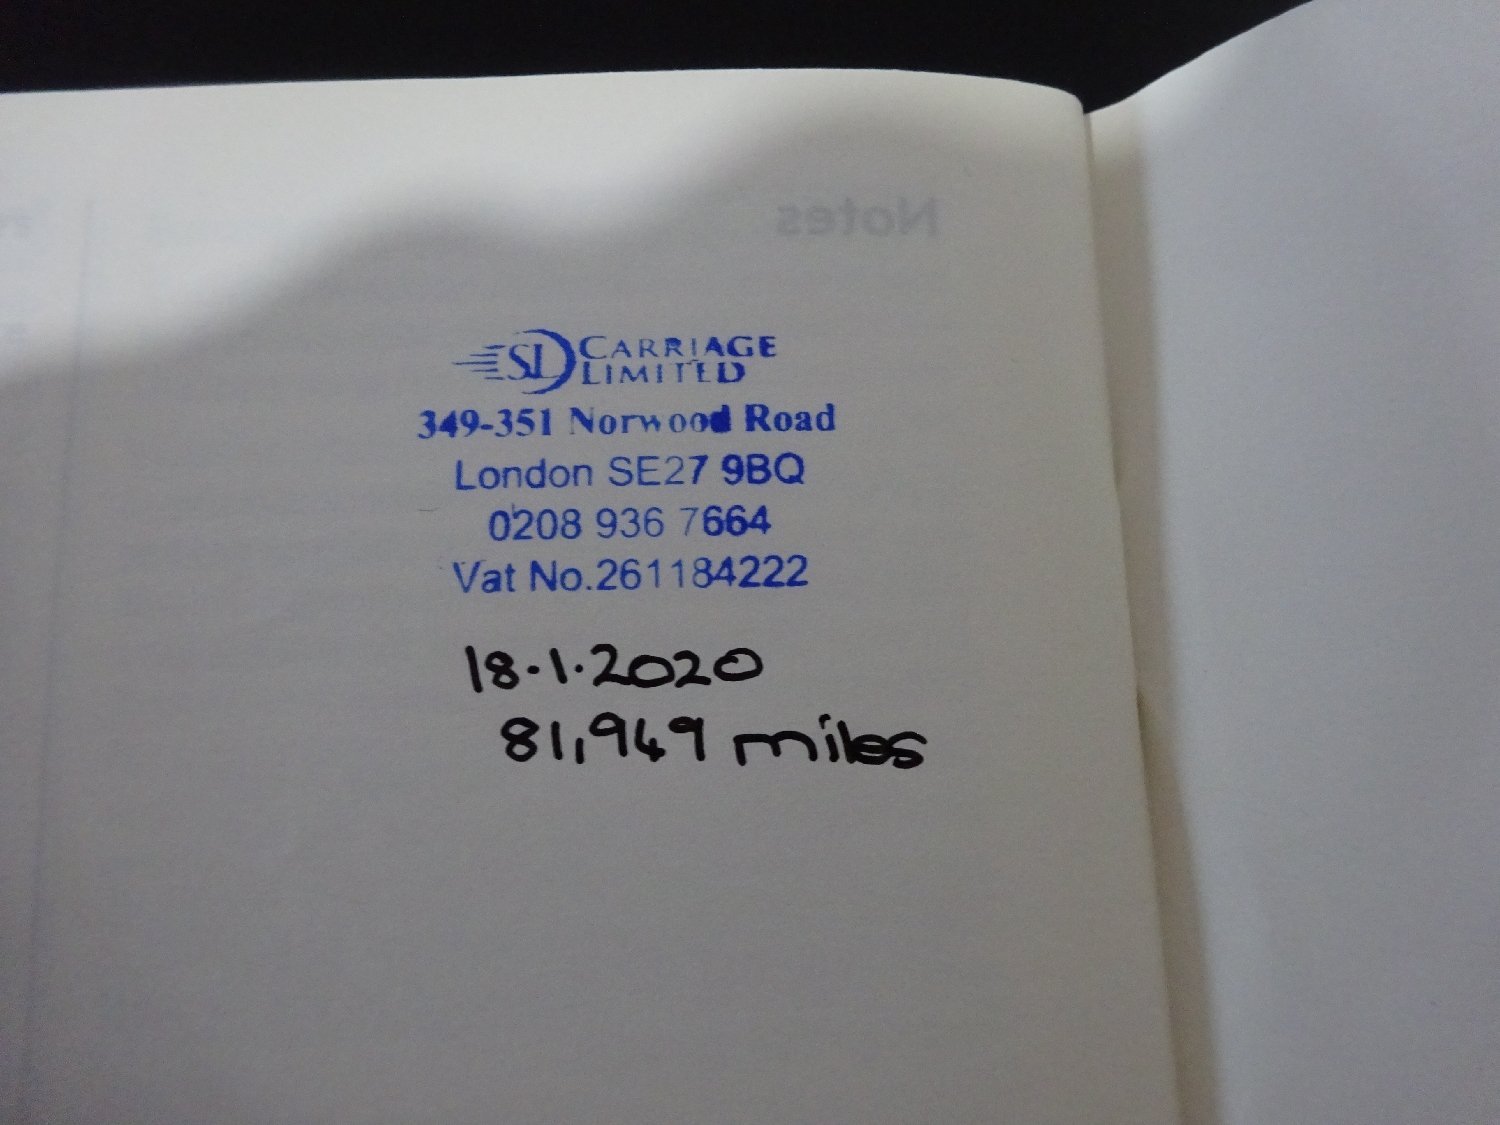 Notes
SD CARRIAGE
LIMITED
349-351 Norwood Road
London SE27 9BQ
0208 936 7664
Vat No.261184222
18.1.2020
81,949 miles